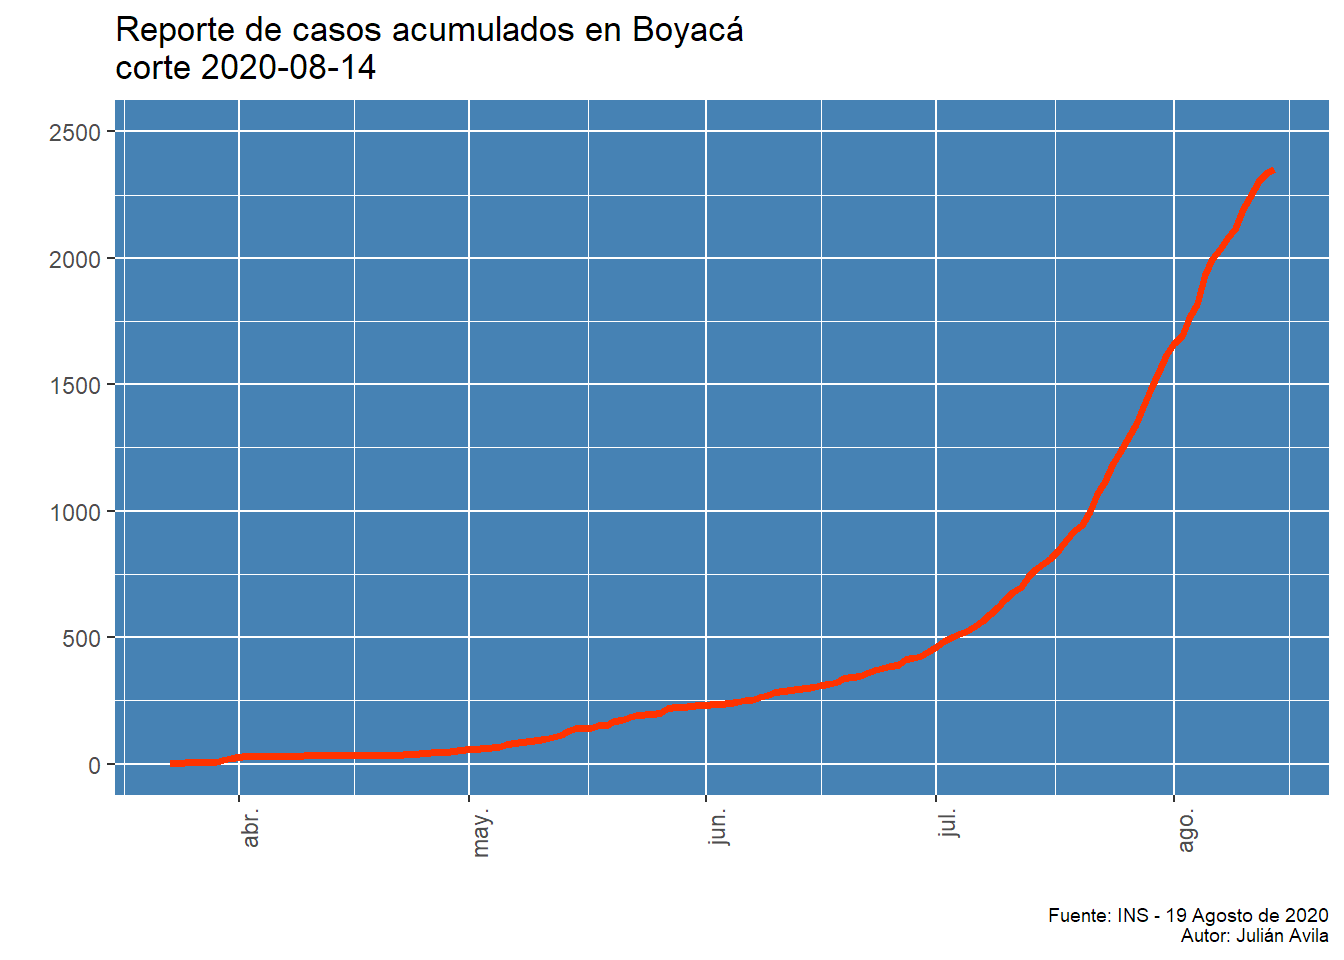 Reporte de casos acumulados en Boyacá
corte 2020-08-14
2500
2000
1500
1000
500
0
abr.
may.
jun.
jul.
ago.
Fuente: INS - 19 Agosto de 2020
Autor: Julián Avila